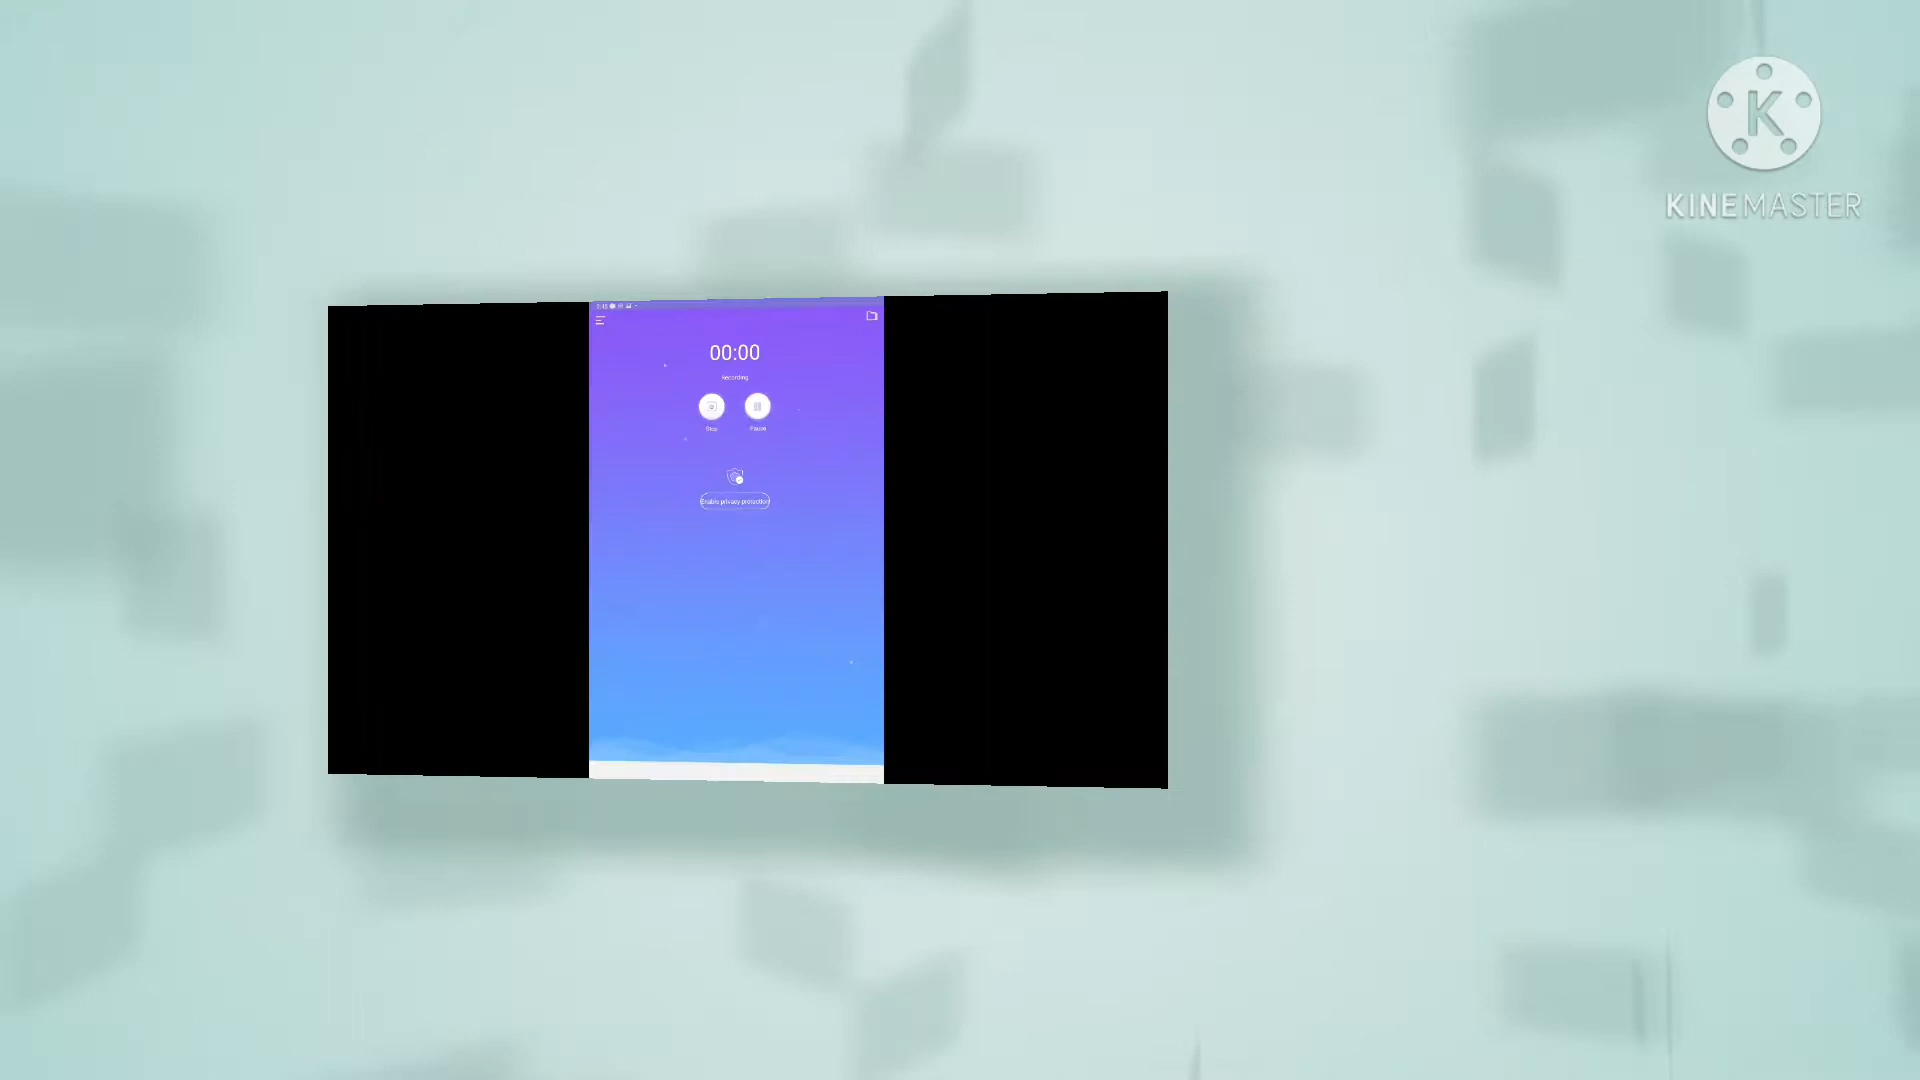 K
KINEMASTER
00:00
Recording
Stop
Pause
Enable privacy protection